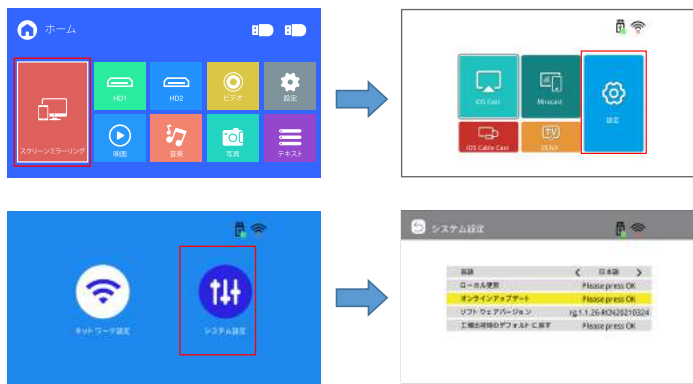 ホーム
スクリーンミラーリング
HD1
HD2
ビデオ
設定
映画
音楽
写真
テキスト
iOS Cast
Miracast
設定
iOS Cable Cast
DLNA
ネットワーク設定
システム設定
システム設定
言語 日本語
ローカル更新 Please press OK
オンラインアップデート Please press OK
ソフトウェアバージョン rg.1.1.26-RCN20210324
工場出荷時のデフォルトに戻す Please press OK